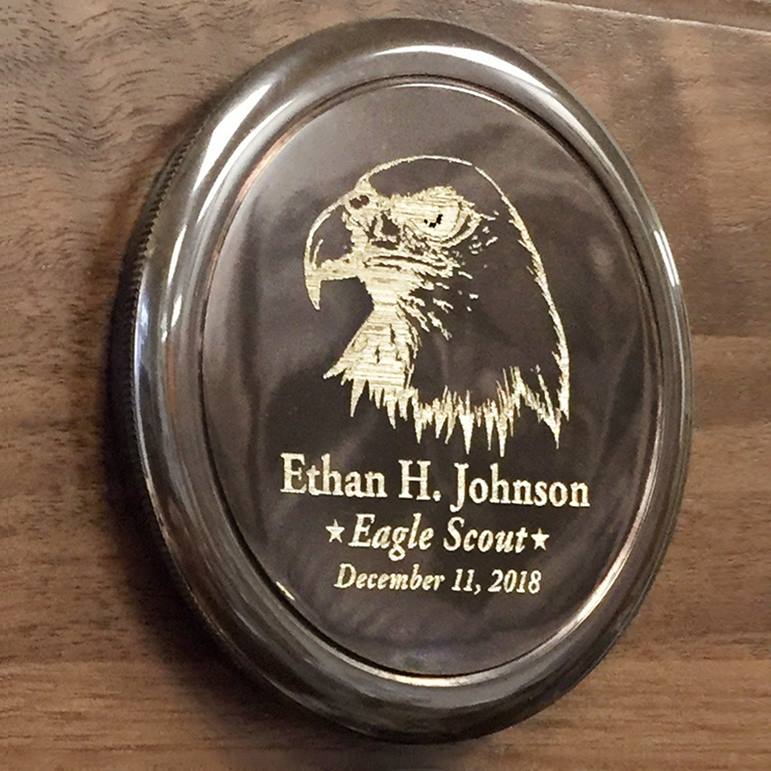 Ethan H. Johnson
★Eagle Scout★
December 11, 2018